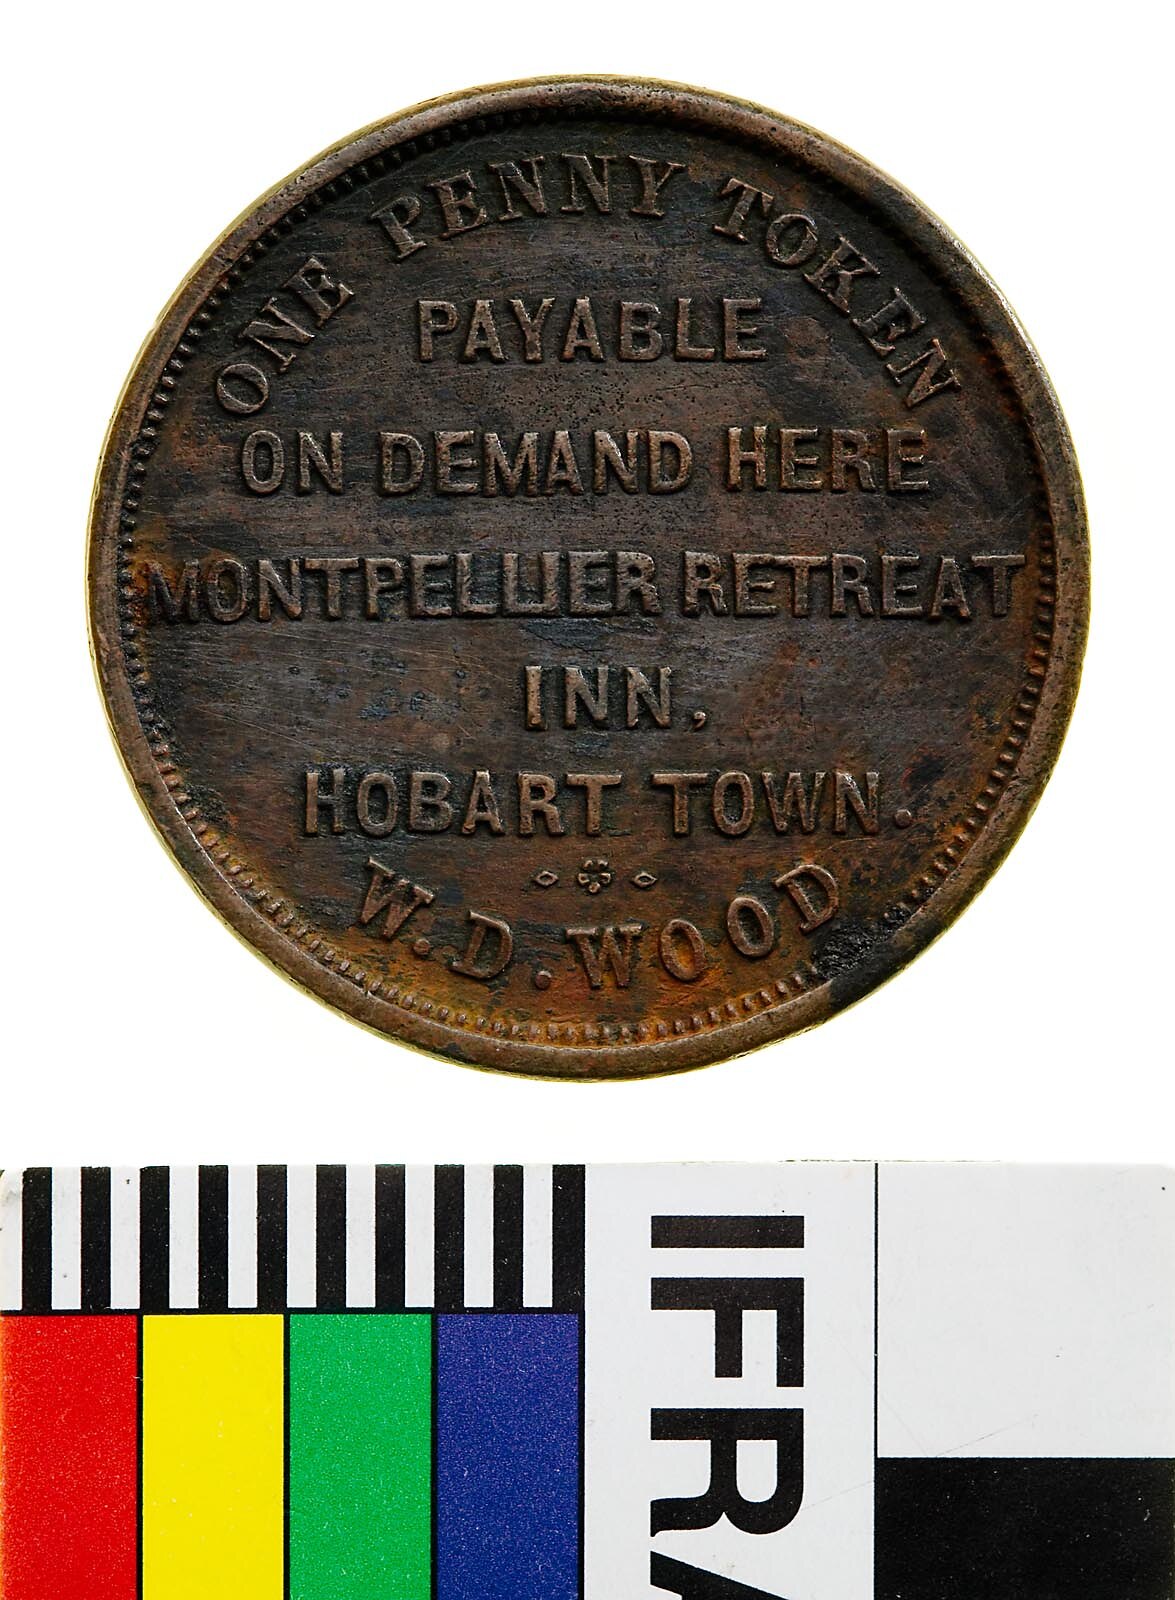 ONE PENNY TOKEN
PAYABLE
ON DEMAND HERE
MONTPELLIER RETREAT
INN,
HOBART TOWN.
W. D. WOOD
IFRA